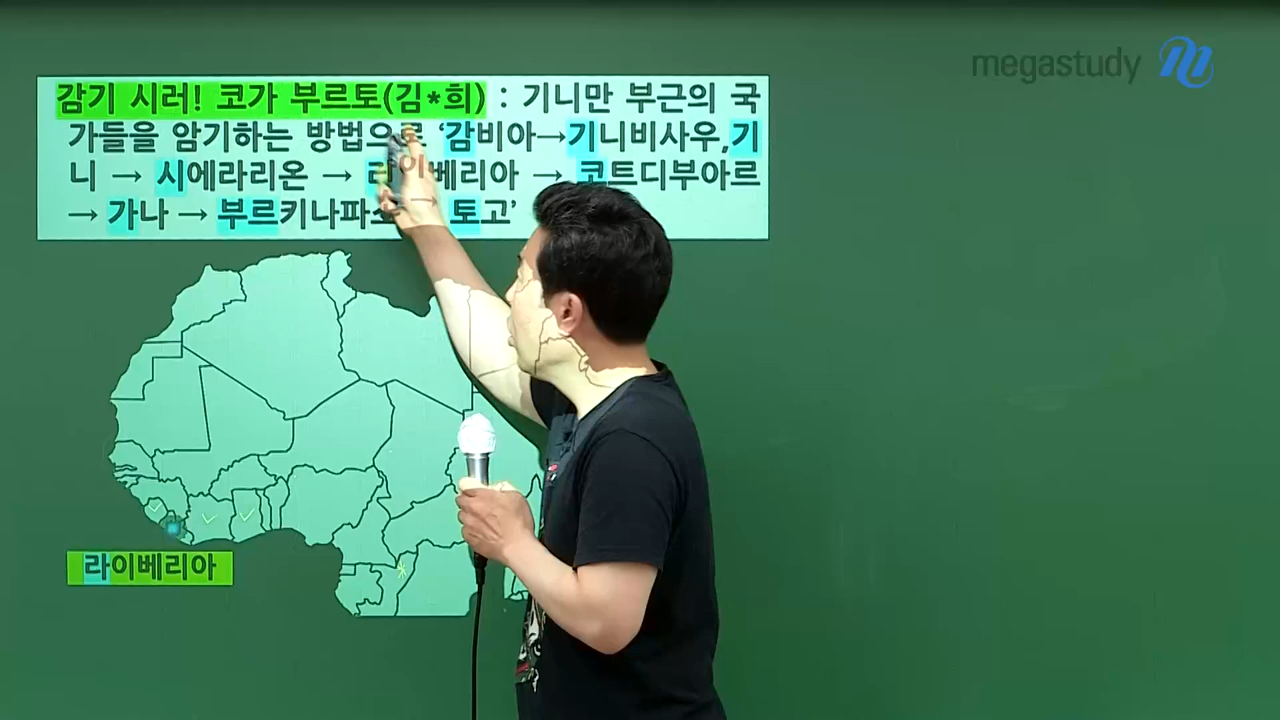 megastudy
감기 시러! 코가 부르토(김*희) : 기니만 부근의 국
가들을 암기하는 방법으로 ‘감비아→기니비사우,기
니 → 시에라리온 → 라이베리아 → 코트디부아르
→ 가나 → 부르키나파소 → 토고’
라이베리아